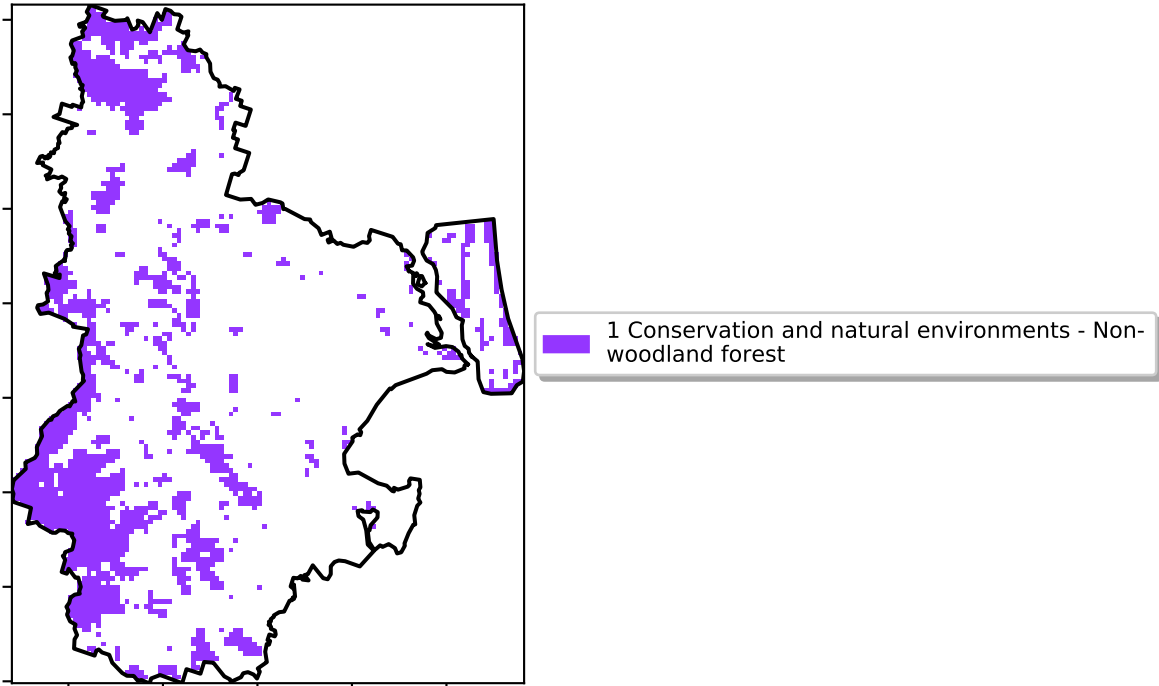 1 Conservation and natural environments - Non-
woodland forest